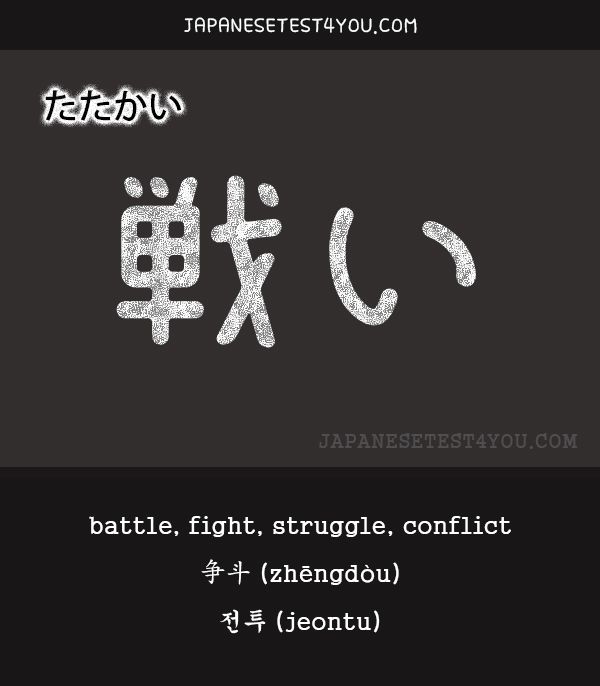 JAPANESETEST4YOU.COM
たたかい
戦い
JAPANESETEST4YOU.COM
battle, fight, struggle, conflict
争斗 (zhēngdòu)
전투 (jeontu)